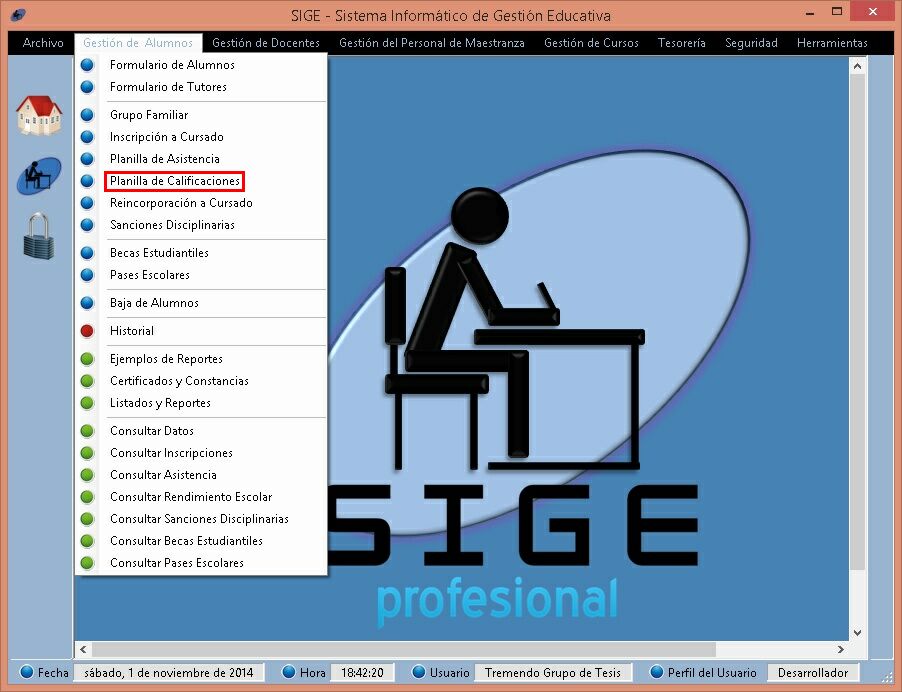 SIGE - Sistema Informático de Gestión Educativa
Archivo Gestión de Alumnos Gestión de Docentes Gestión del Personal de Maestranza Gestión de Cursos Tesorería Seguridad Herramientas
Formulario de Alumnos
Formulario de Tutores
Grupo Familiar
Inscripción a Cursado
Planilla de Asistencia
Planilla de Calificaciones
Reincorporación a Cursado
Sanciones Disciplinarias
Becas Estudiantiles
Pases Escolares
Baja de Alumnos
Historial
Ejemplos de Reportes
Certificados y Constancias
Listados y Reportes
Consultar Datos
Consultar Inscripciones
Consultar Asistencia
Consultar Rendimiento Escolar
Consultar Sanciones Disciplinarias
Consultar Becas Estudiantiles
Consultar Pases Escolares
SIGE
profesional
Fecha sábado, 1 de noviembre de 2014 Hora 18:42:20 Usuario Tremendo Grupo de Tesis Perfil del Usuario Desarrollador